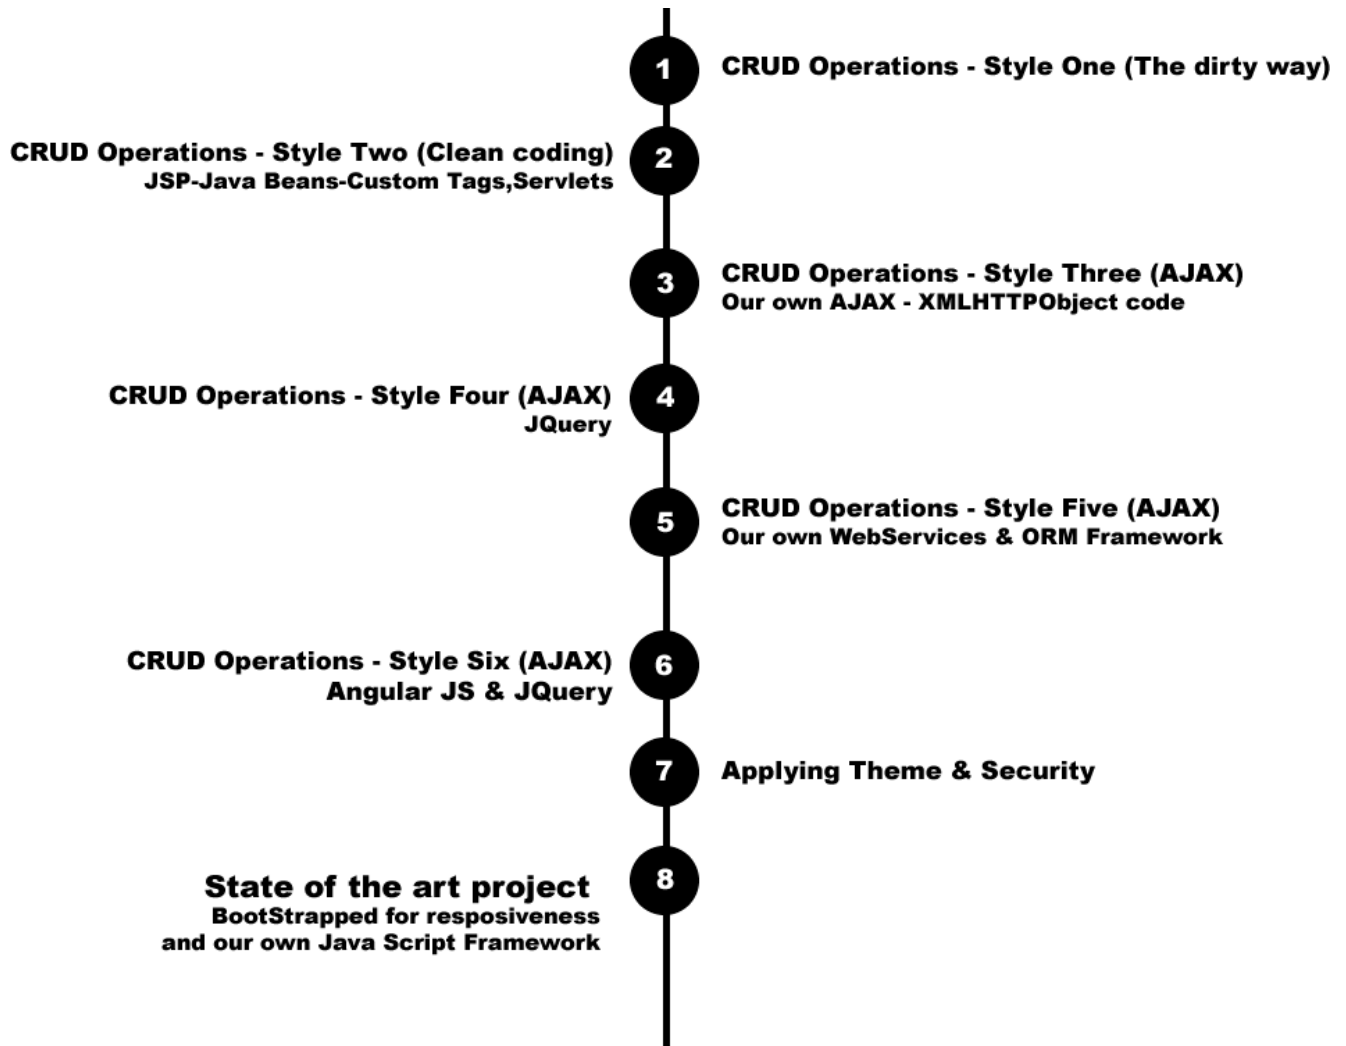 1
CRUD Operations - Style One (The dirty way)
2
CRUD Operations - Style Two (Clean coding)
JSP-Java Beans-Custom Tags,Servlets
3
CRUD Operations - Style Three (AJAX)
Our own AJAX - XMLHTTPObject code
4
CRUD Operations - Style Four (AJAX)
JQuery
5
CRUD Operations - Style Five (AJAX)
Our own WebServices & ORM Framework
6
CRUD Operations - Style Six (AJAX)
Angular JS & JQuery
7
Applying Theme & Security
8
State of the art project
BootStrapped for resposiveness
and our own Java Script Framework